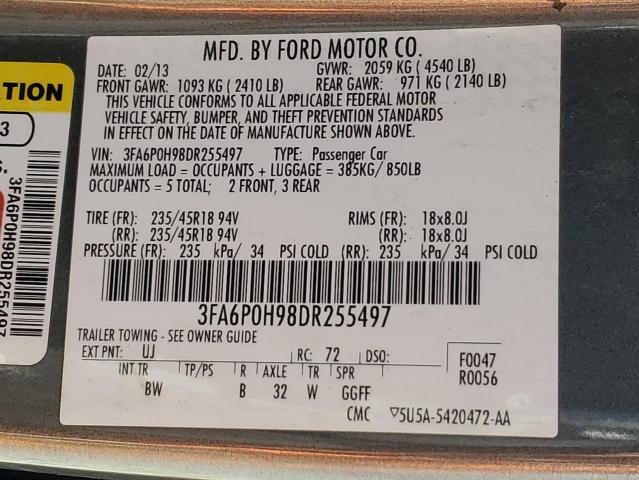 MFD. BY FORD MOTOR CO.
DATE: 02/13 GVWR: 2059 KG ( 4540 LB)
FRONT GAWR: 1093 KG ( 2410 LB) REAR GAWR: 971 KG ( 2140 LB)
THIS VEHICLE CONFORMS TO ALL APPLICABLE FEDERAL MOTOR
VEHICLE SAFETY, BUMPER, AND THEFT PREVENTION STANDARDS
IN EFFECT ON THE DATE OF MANUFACTURE SHOWN ABOVE.
VIN: 3FA6P0H98DR255497 TYPE: Passenger Car
MAXIMUM LOAD = OCCUPANTS + LUGGAGE = 385KG/ 850LB
OCCUPANTS = 5 TOTAL; 2 FRONT, 3 REAR
TIRE (FR): 235/45R18 94V RIMS (FR): 18x8.0J
(RR): 235/45R18 94V (RR): 18x8.0J
PRESSURE (FR): 235 kPa/ 34 PSI COLD (RR): 235 kPa/ 34 PSI COLD
3FA6P0H98DR255497
TRAILER TOWING - SEE OWNER GUIDE
EXT PNT: UJ RC: 72 DSO:
F0047
R0056
INT TR TP/PS R AXLE TR SPR
BW B 32 W GGFF
CMC ▽5U5A-5420472-AA
ATION
3
3FA6P0H98DR255497